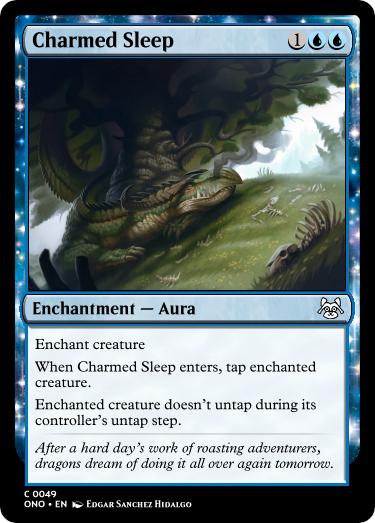 Charmed Sleep 1
Enchantment — Aura
Enchant creature
When Charmed Sleep enters, tap enchanted
creature.
Enchanted creature doesn't untap during its
controller's untap step.
After a hard day's work of roasting adventurers,
dragons dream of doing it all over again tomorrow.
C 0049
ONO • EN Edgar Sanchez Hidalgo